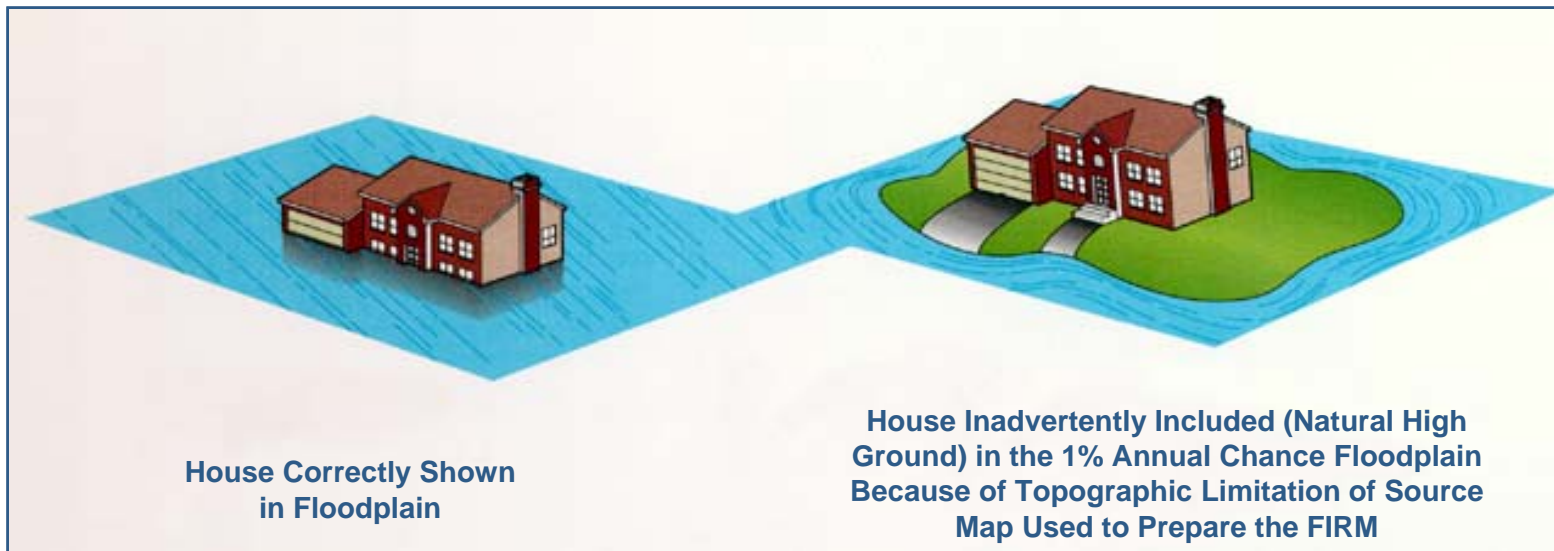 House Correctly Shown
in Floodplain
House Inadvertently Included (Natural High
Ground) in the 1% Annual Chance Floodplain
Because of Topographic Limitation of Source
Map Used to Prepare the FIRM